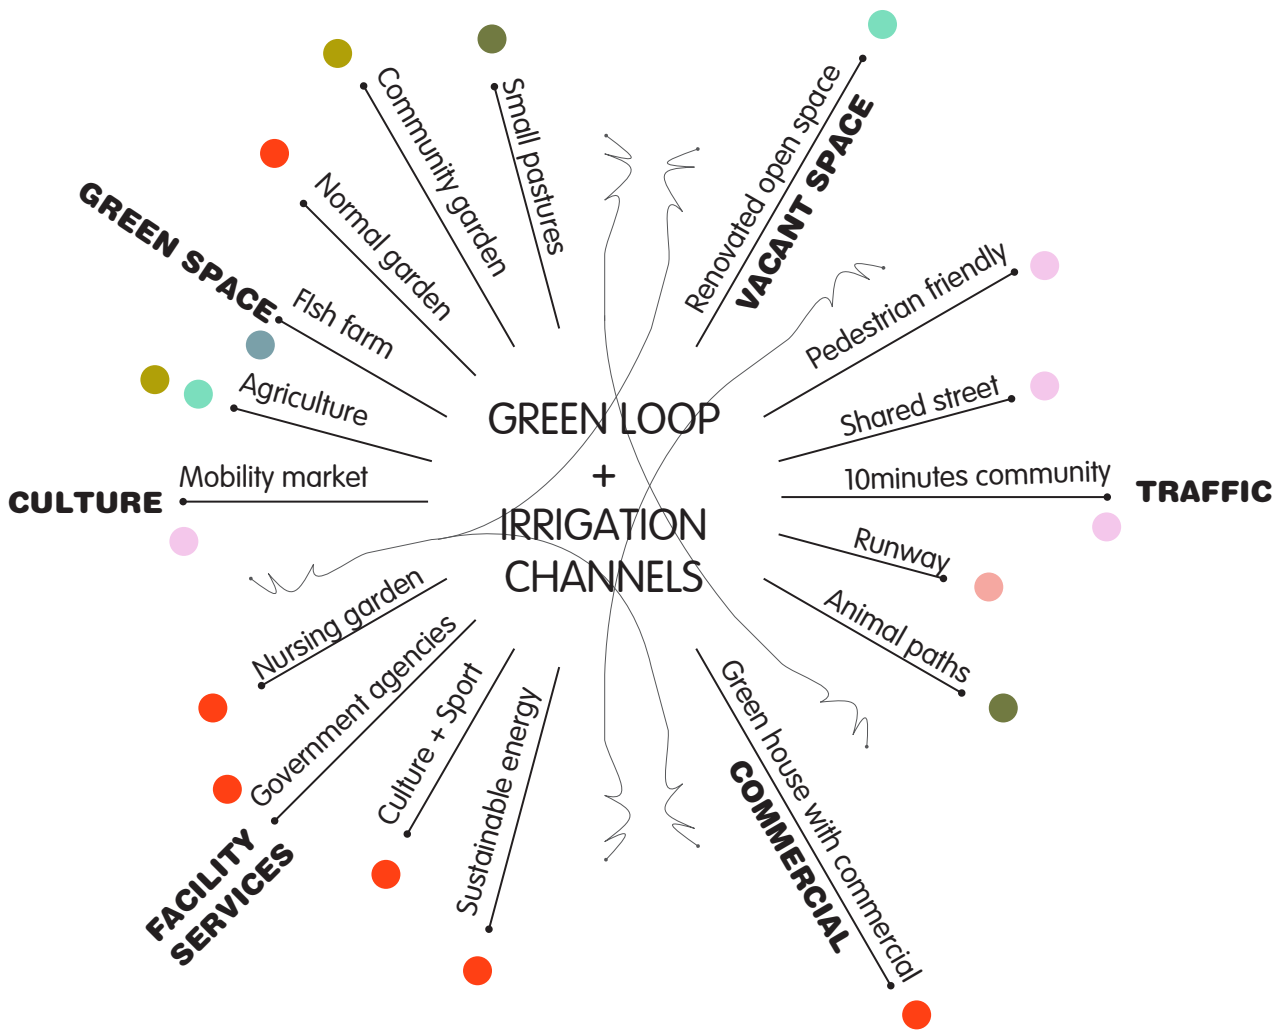 Small pastures
Community garden
Normal garden
GREEN SPACE
FIsh farm
Agriculture
Mobility market
CULTURE
Nursing garden
Government agencies
FACILITY
SERVICES
Culture + Sport
Sustainable energy
GREEN LOOP
+
IRRIGATION
CHANNELS
Renovated open space
VACANT SPACE
Pedestrian friendly
Shared street
10minutes community
TRAFFIC
Runway
Animal paths
Green house with commercial
COMMERCIAL